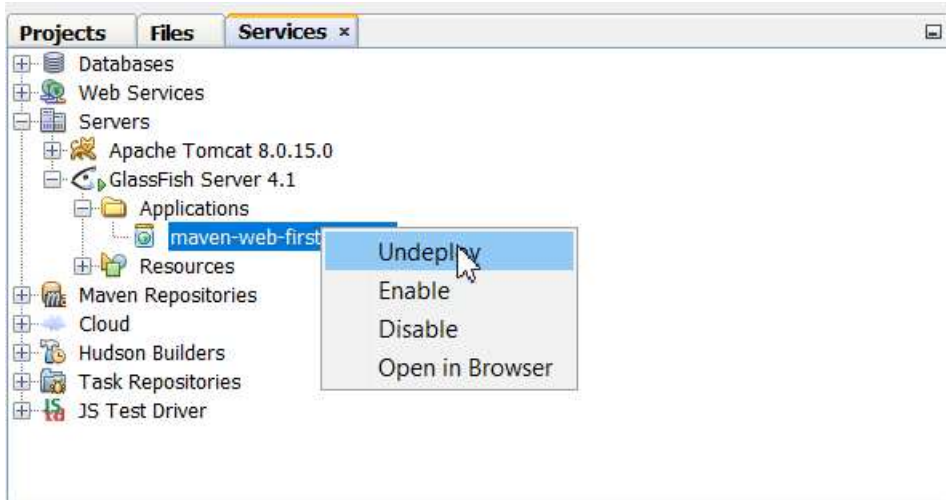 Projects Files Services ×
Databases
Web Services
Servers
Apache Tomcat 8.0.15.0
GlassFish Server 4.1
Applications
maven-web-first
Undeploy
Enable
Disable
Open in Browser
Resources
Maven Repositories
Cloud
Hudson Builders
Task Repositories
JS Test Driver